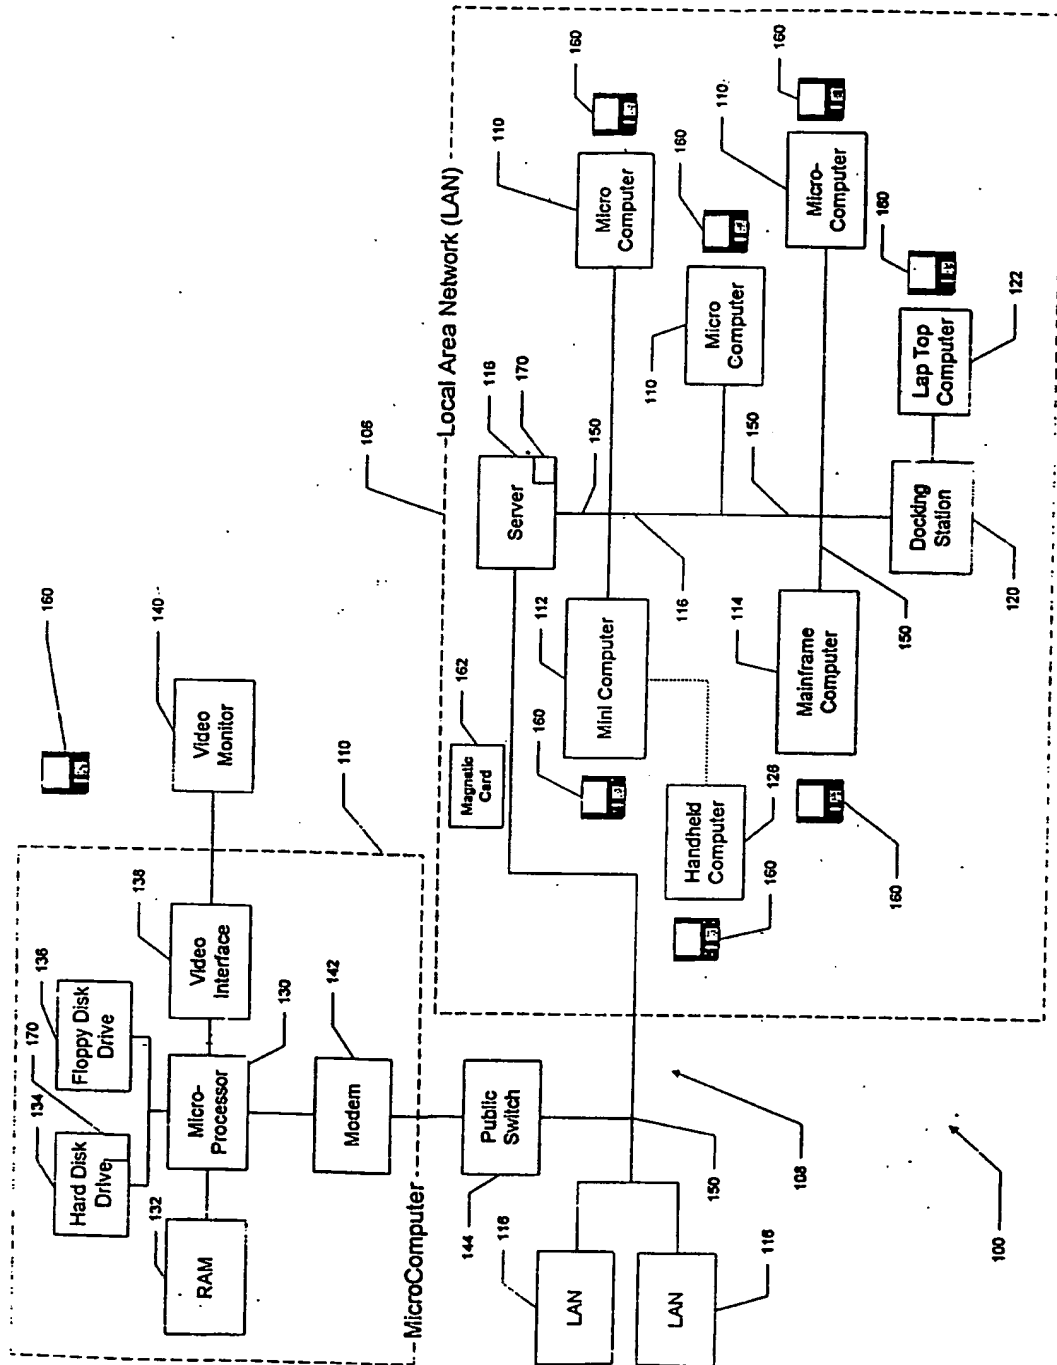 160
140
Video
Monitor
110
138
Video
Interface
136
Floppy Disk
Drive
170
134
Hard Disk
Drive
130
Micro-
Processor
132
RAM
142
Modem
MicroComputer
144
Public
Switch
150
108
100
116
LAN
LAN
116
106
Local Area Network (LAN)
116
170
Server
150
110
Micro
Computer
160
160
110
Micro
Computer
160
110
Micro-
Computer
160
122
Lap Top
Computer
150
116
120
Docking
Station
150
112
Mini Computer
162
Magnetic
Card
160
114
Mainframe
Computer
126
Handheld
Computer
160
160